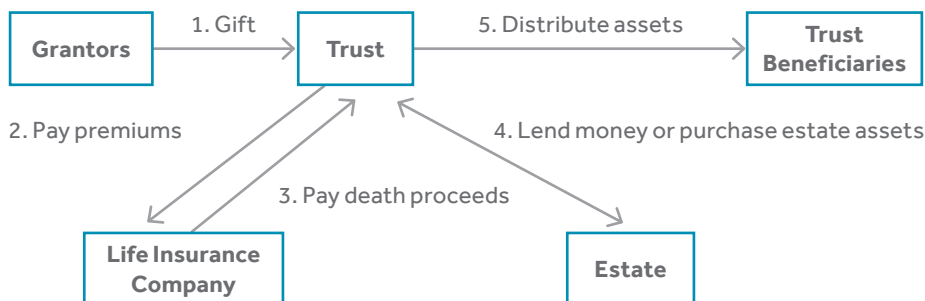 1. Gift
5. Distribute assets
Grantors
Trust
Trust
Beneficiaries
2. Pay premiums
4. Lend money or purchase estate assets
3. Pay death proceeds
Life Insurance
Company
Estate